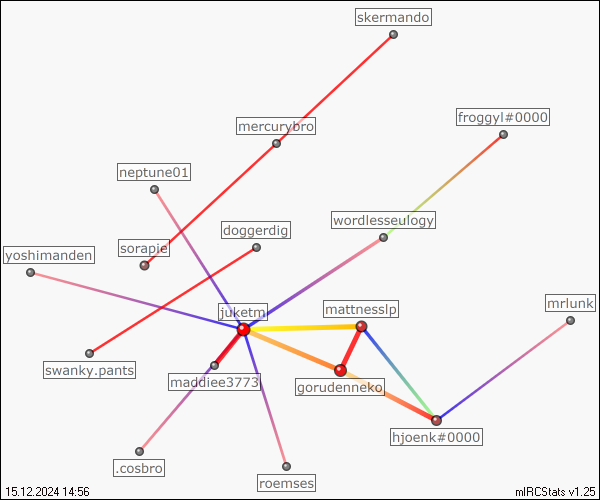 skermando
froggyl#0000
mercurybro
neptune01
wordlesseulogy
doggerdig
sorapie
yoshimanden
mrlunk
juketm
mattnesslp
swanky.pants
maddiee3773
gorudenneko
hjoenk#0000
.cosbro
roemses
15.12.2024 14:56
mIRCStats v1.25